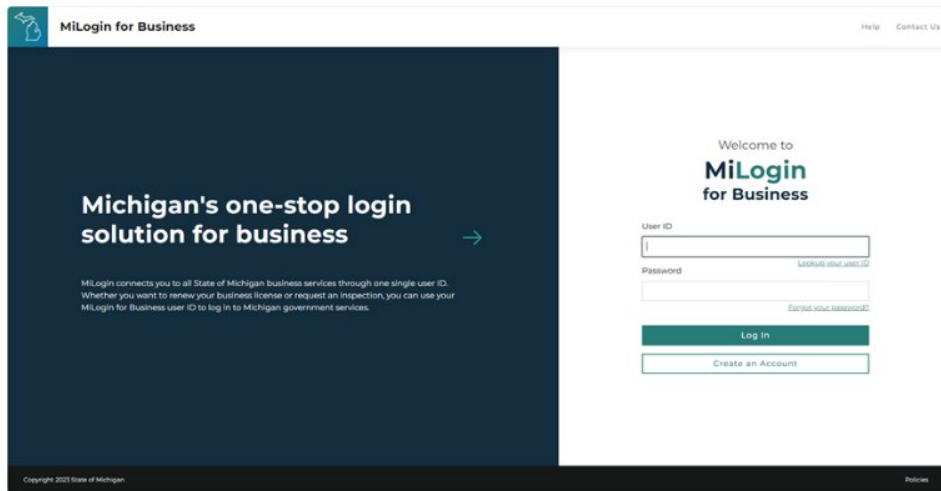 MiLogin for Business
Help Contact Us
Michigan's one-stop login
solution for business
MiLogin connects you to all State of Michigan business services through one single user ID.
Whether you want to renew your business license or request an inspection, you can use your
MiLogin for Business user ID to log in to Michigan government services.
Welcome to
MiLogin
for Business
User ID
Lookup your user ID
Password
Forgot your password?
Log In
Create an Account
Copyright 2023 State of Michigan
Policies